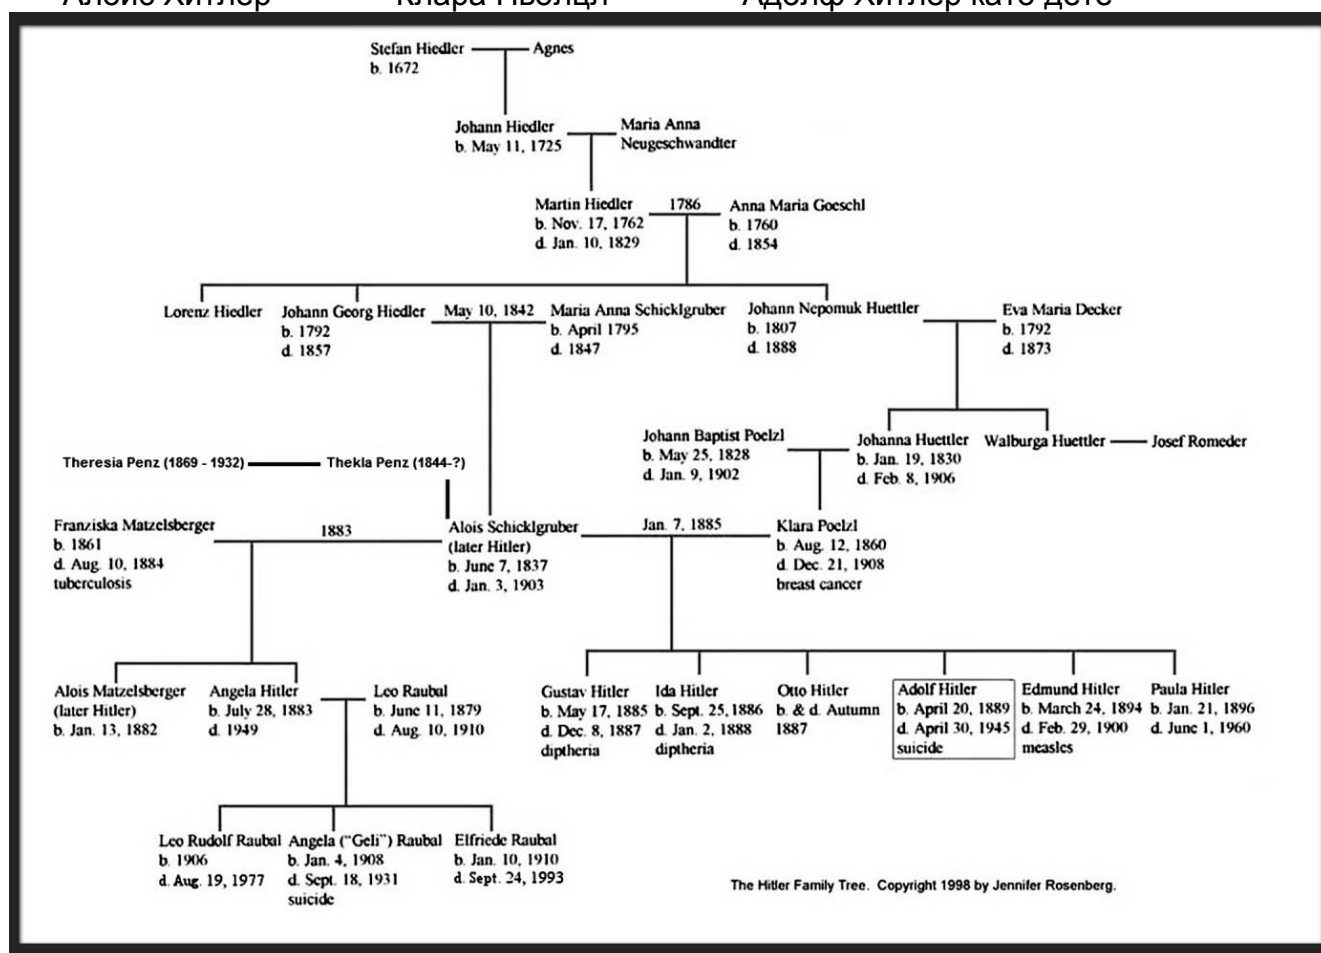 Алоис Хитлер Клара Пьолцл Адолф Хитлер като дете
Stefan Hiedler Agnes
b. 1672
Johann Hiedler
b. May 11, 1725
Maria Anna
Neugeschwandter
Martin Hiedler
b. Nov. 17, 1762
d. Jan. 10, 1829
1786
Anna Maria Goeschl
b. 1760
d. 1854
Lorenz Hiedler
Johann Georg Hiedler
b. 1792
d. 1857
May 10, 1842
Maria Anna Schicklgruber
b. April 1795
d. 1847
Johann Nepomuk Huettler
b. 1807
d. 1888
Eva Maria Decker
b. 1792
d. 1873
Johann Baptist Poelzl
b. May 25, 1828
d. Jan. 9, 1902
Johanna Huettler
b. Jan. 19, 1830
d. Feb. 8, 1906
Walburga Huettler
Josef Romeder
Theresia Penz (1869 - 1932)
Thekla Penz (1844-?)
Franziska Matzelsberger
b. 1861
d. Aug. 10, 1884
tuberculosis
1883
Alois Schicklgruber
(later Hitler)
b. June 7, 1837
d. Jan. 3, 1903
Jan. 7, 1885
Klara Poelzl
b. Aug. 12, 1860
d. Dec. 21, 1908
breast cancer
Alois Matzelsberger
(later Hitler)
b. Jan. 13, 1882
Angela Hitler
b. July 28, 1883
d. 1949
Leo Raubal
b. June 11, 1879
d. Aug. 10, 1910
Gustav Hitler
b. May 17, 1885
d. Dec. 8, 1887
diptheria
Ida Hitler
b. Sept. 25, 1886
d. Jan. 2, 1888
diptheria
Otto Hitler
b. & d. Autumn
1887
Adolf Hitler
b. April 20, 1889
d. April 30, 1945
suicide
Edmund Hitler
b. March 24, 1894
d. Feb. 29, 1900
measles
Paula Hitler
b. Jan. 21, 1896
d. June 1, 1960
Leo Rudolf Raubal
b. 1906
d. Aug. 19, 1977
Angela ("Geli") Raubal
b. Jan. 4, 1908
d. Sept. 18, 1931
suicide
Elfriede Raubal
b. Jan. 10, 1910
d. Sept. 24, 1993
The Hitler Family Tree. Copyright 1998 by Jennifer Rosenberg.